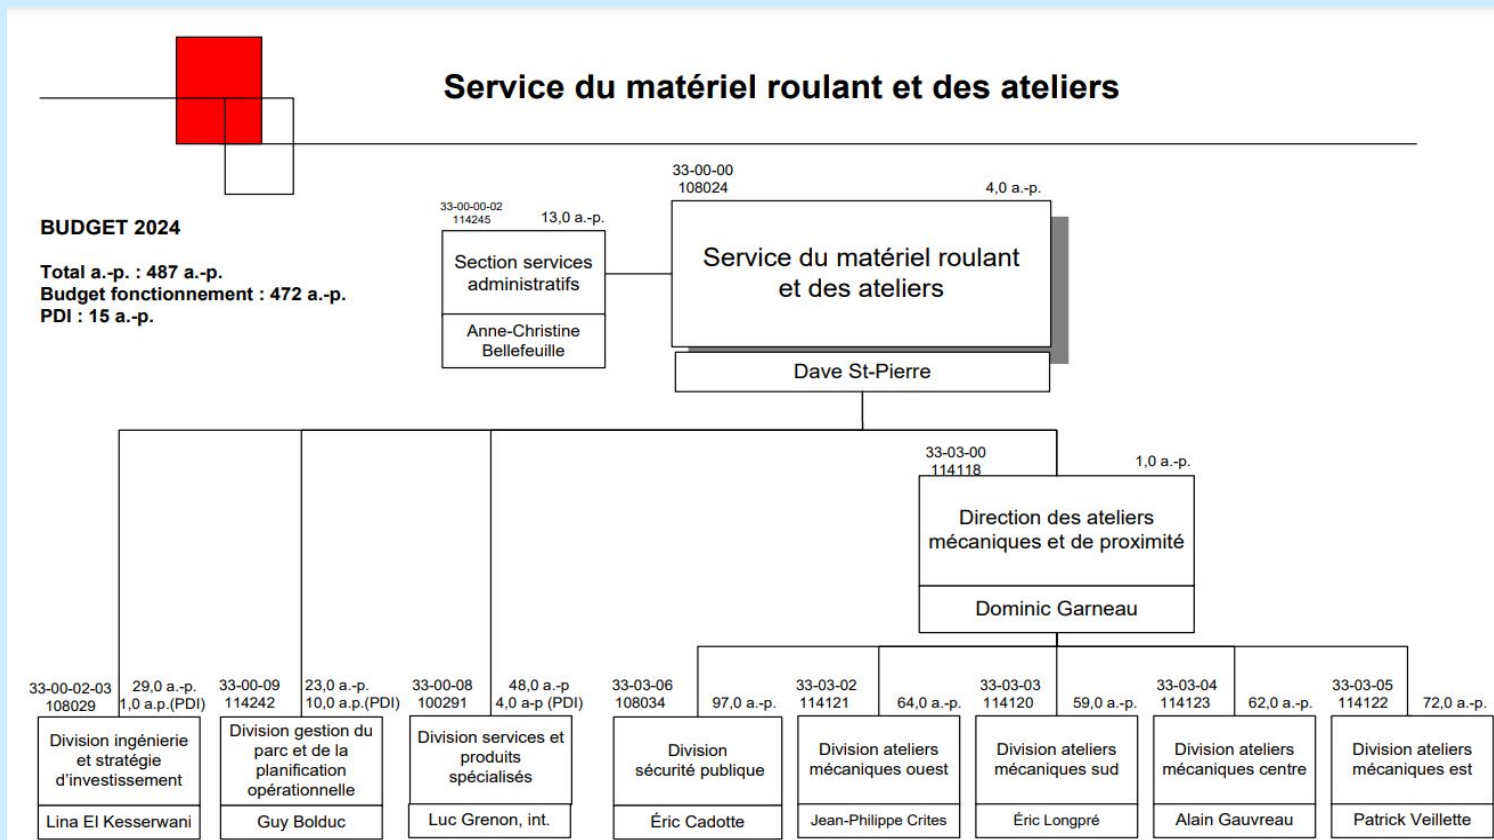 Service du matériel roulant et des ateliers
BUDGET 2024
Total a.-p. : 487 a.-p.
Budget fonctionnement : 472 a.-p.
PDI : 15 a.-p.
33-00-00-02
114245
13,0 a.-p.
Section services
administratifs
Anne-Christine
Bellefeuille
33-00-00
108024
4,0 a.-p.
Service du matériel roulant
et des ateliers
Dave St-Pierre
33-03-00
114118
1,0 a.-p.
Direction des ateliers
mécaniques et de proximité
Dominic Garneau
33-00-02-03
108029
29,0 a.-p.
1,0 a.p.(PDI)
Division ingénierie
et stratégie
d'investissement
Lina El Kesserwani
33-00-09
114242
23,0 a.-p.
10,0 a.p.(PDI)
Division gestion du
parc et de la
planification
opérationnelle
Guy Bolduc
33-00-08
100291
48,0 a.-p
4,0 a-p (PDI)
Division services et
produits
spécialisés
Luc Grenon, int.
33-03-06
108034
97,0 a.-p.
Division
sécurité publique
Éric Cadotte
33-03-02
114121
64,0 a.-p.
Division ateliers
mécaniques ouest
Jean-Philippe Crites
33-03-03
114120
59,0 a.-p.
Division ateliers
mécaniques sud
Éric Longpré
33-03-04
114123
62,0 a.-p.
Division ateliers
mécaniques centre
Alain Gauvreau
33-03-05
114122
72,0 a.-p.
Division ateliers
mécaniques est
Patrick Veillette